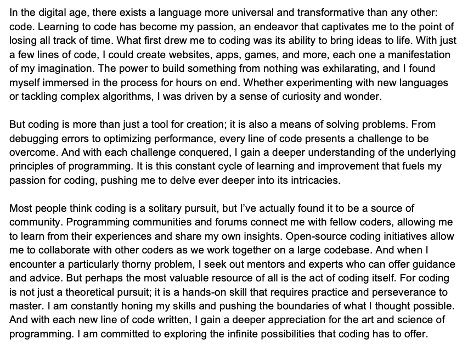 In the digital age, there exists a language more universal and transformative than any other:
code. Learning to code has become my passion, an endeavor that captivates me to the point of
losing all track of time. What first drew me to coding was its ability to bring ideas to life. With just
a few lines of code, I could create websites, apps, games, and more, each one a manifestation
of my imagination. The power to build something from nothing was exhilarating, and I found
myself immersed in the process for hours on end. Whether experimenting with new languages
or tackling complex algorithms, I was driven by a sense of curiosity and wonder.
But coding is more than just a tool for creation; it is also a means of solving problems. From
debugging errors to optimizing performance, every line of code presents a challenge to be
overcome. And with each challenge conquered, I gain a deeper understanding of the underlying
principles of programming. It is this constant cycle of learning and improvement that fuels my
passion for coding, pushing me to delve ever deeper into its intricacies.
Most people think coding is a solitary pursuit, but I've actually found it to be a source of
community. Programming communities and forums connect me with fellow coders, allowing me
to learn from their experiences and share my own insights. Open-source coding initiatives allow
me to collaborate with other coders as we work together on a large codebase. And when I
encounter a particularly thorny problem, I seek out mentors and experts who can offer guidance
and advice. But perhaps the most valuable resource of all is the act of coding itself. For coding
is not just a theoretical pursuit; it is a hands-on skill that requires practice and perseverance to
master. I am constantly honing my skills and pushing the boundaries of what I thought possible.
And with each new line of code written, I gain a deeper appreciation for the art and science of
programming. I am committed to exploring the infinite possibilities that coding has to offer.